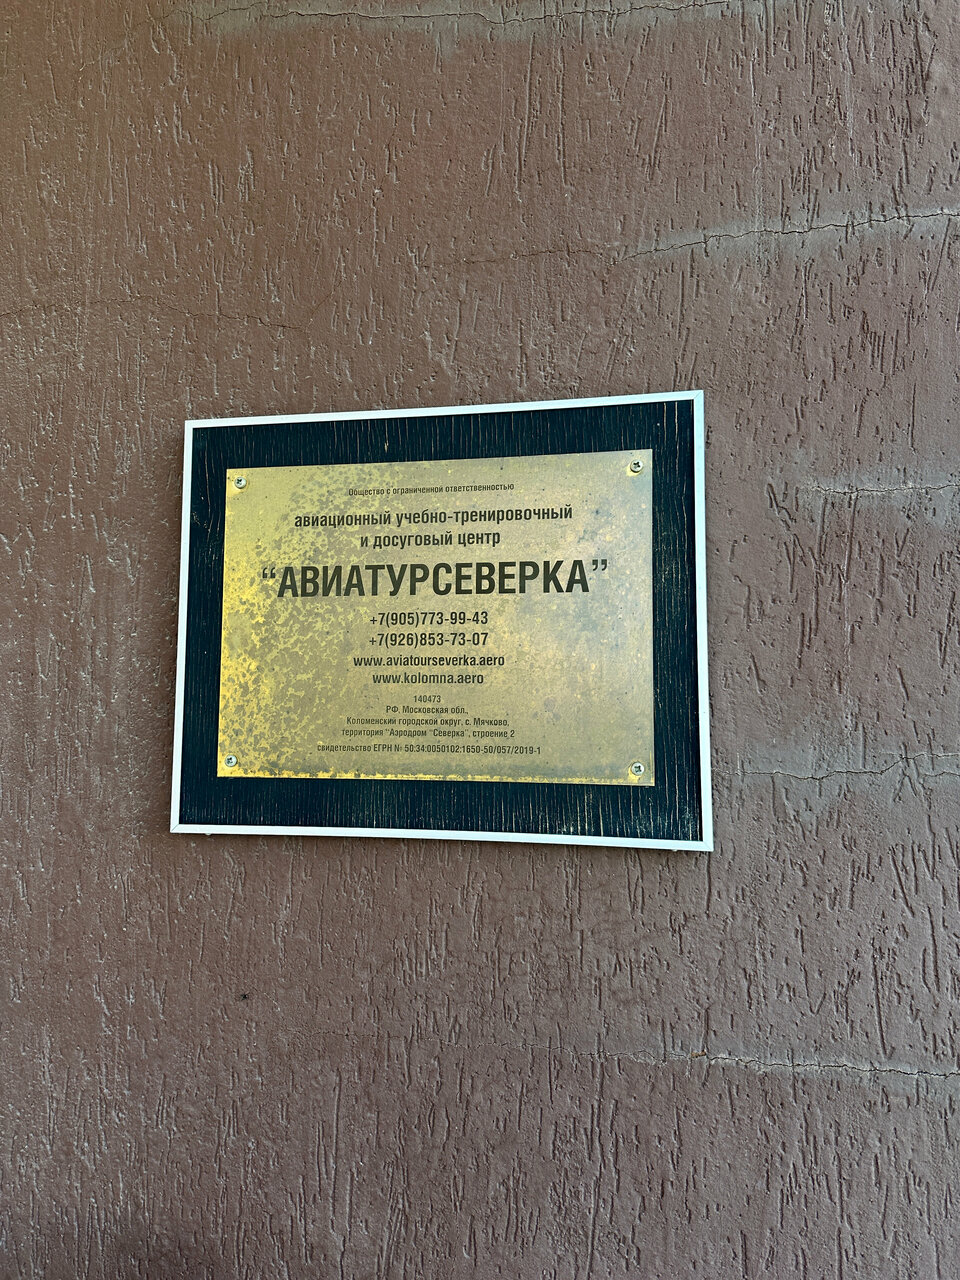 Общество с ограниченной ответственностью
авиационный учебно-тренировочный
и досуговый центр
“АВИАТУРСЕВЕРКА”
+7(905)773-99-43
+7(926)853-73-07
www.aviatourseverka.aero
www.kolomna.aero
140473
РФ, Московская обл.,
Коломенский городской округ, с. Мячково,
территория "Аэродром "Северка", строение 2
свидетельство ЕГРН № 50:34:0050102:1650-50/057/2019-1